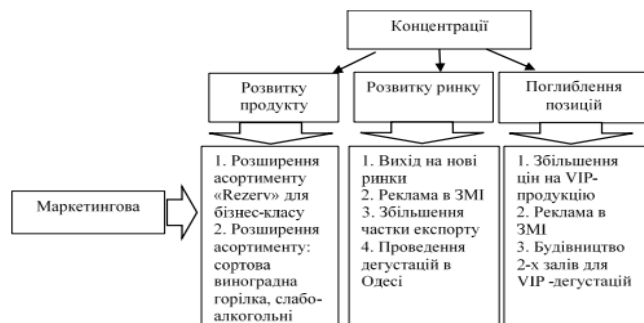 Концентрації
Розвитку
продукту
Розвитку ринку
Поглиблення
позицій
Маркетингова
1. Розширення
асортименту
«Rezerv» для
бізнес-класу
2. Розширення
асортименту:
сортова
виноградна
горілка, слабо-
алкогольні
1. Вихід на нові
ринки
2. Реклама в ЗМІ
3. Збільшення
частки експорту
4. Проведення
дегустацій в
Одесі
1. Збільшення
цін на VIP-
продукцію
2. Реклама в
ЗМІ
3. Будівництво
2-х залів для
VIP -дегустацій